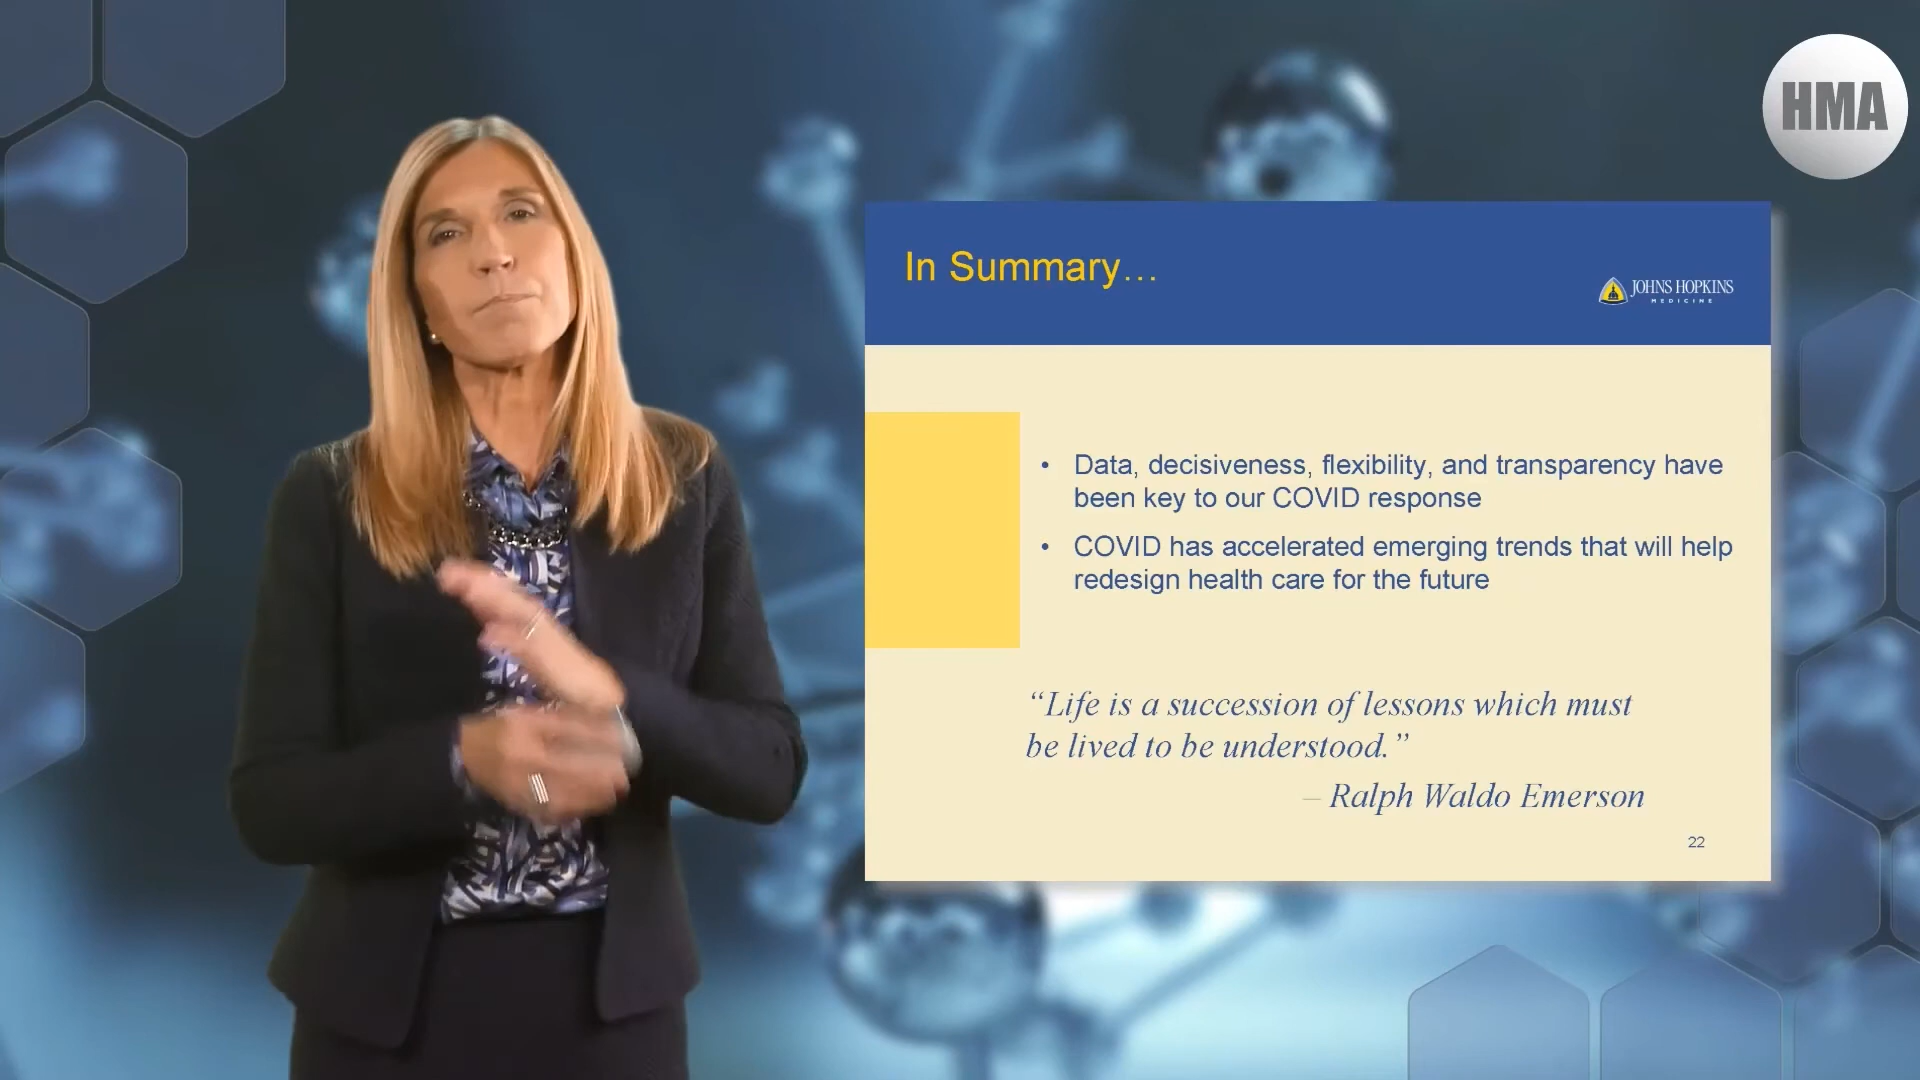 HMA
In Summary…
JOHNS HOPKINS
MEDICINE
• Data, decisiveness, flexibility, and transparency have
been key to our COVID response
• COVID has accelerated emerging trends that will help
redesign health care for the future
“Life is a succession of lessons which must
be lived to be understood.”
– Ralph Waldo Emerson
22